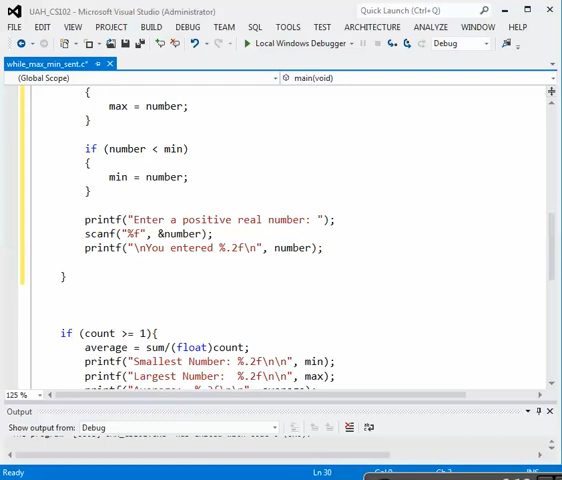 UAH_CS102 - Microsoft Visual Studio (Administrator)
Quick Launch (Ctrl+Q)
FILE EDIT VIEW PROJECT BUILD DEBUG TEAM SQL TOOLS TEST ARCHITECTURE ANALYZE WINDOW HELP
Local Windows Debugger Debug
while_max_min_sent.c*
(Global Scope) main(void)
{
max = number;
}
if (number < min)
{
min = number;
}
printf("Enter a positive real number: ");
scanf("%f", &number);
printf("\nYou entered %.2f\n", number);
}
if (count >= 1){
average = sum/(float)count;
printf("Smallest Number: %.2f\n\n", min);
printf("Largest Number:  %.2f\n\n", max);
125 %
Output
Show output from: Debug
Ready Ln 30 INS